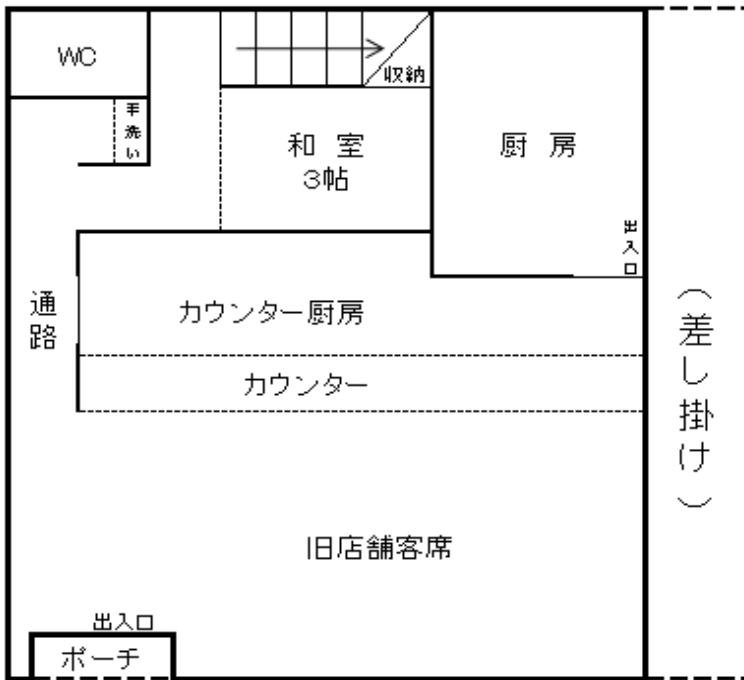 WC
収納
手洗い
和室
3帖
厨房
出入口
通路
カウンター厨房
カウンター
(差し掛け)
旧店舗客席
出入口
ポーチ